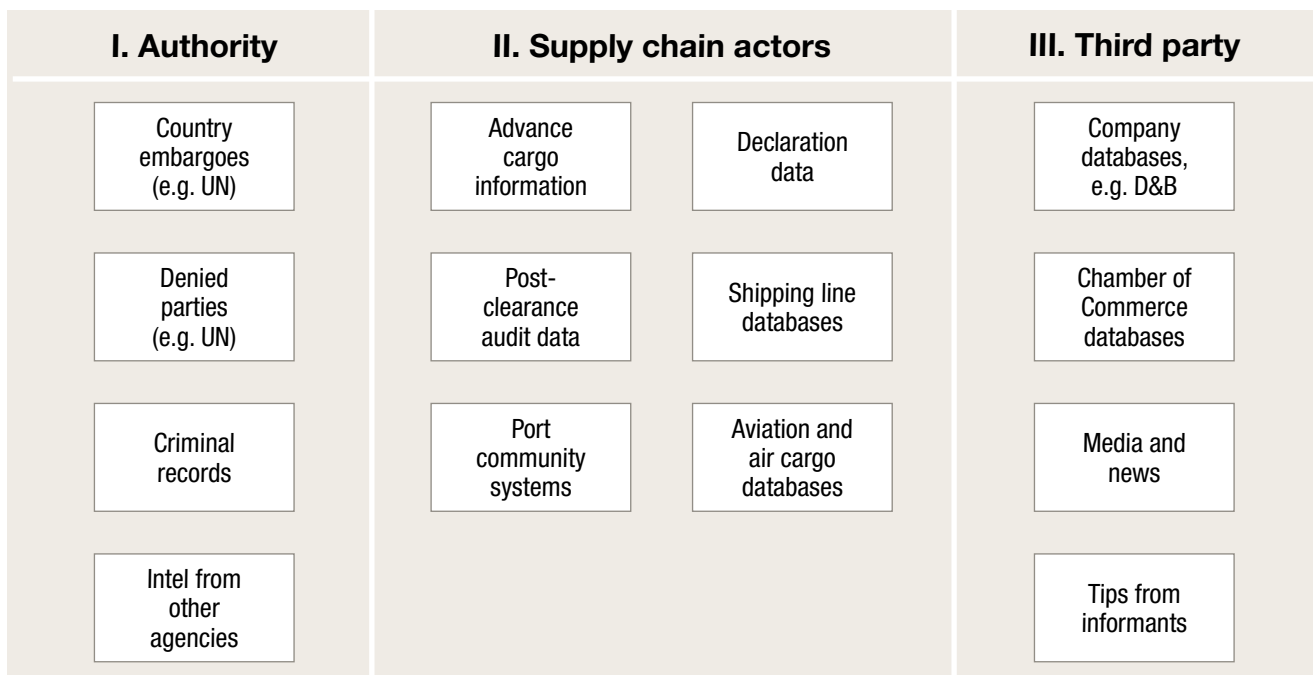 I. Authority
II. Supply chain actors
III. Third party
Country
embargoes
(e.g. UN)
Advance
cargo
information
Declaration
data
Company
databases,
e.g. D&B
Denied
parties
(e.g. UN)
Post-
clearance
audit data
Shipping line
databases
Chamber of
Commerce
databases
Criminal
records
Port
community
systems
Aviation and
air cargo
databases
Media and
news
Intel from
other
agencies
Tips from
informants